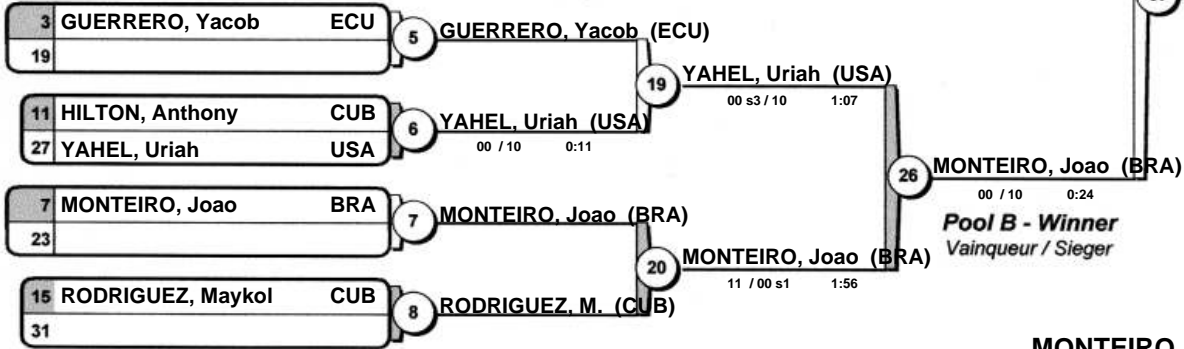 3 GUERRERO, Yacob ECU
19
5
GUERRERO, Yacob (ECU)
11 HILTON, Anthony CUB
27 YAHEL, Uriah USA
6
YAHEL, Uriah (USA)
00 / 10 0:11
19
YAHEL, Uriah (USA)
00 s3 / 10 1:07
7 MONTEIRO, Joao BRA
23
7
MONTEIRO, Joao (BRA)
15 RODRIGUEZ, Maykol CUB
31
8
RODRIGUEZ, M. (CUB)
20
MONTEIRO, Joao (BRA)
11 / 00 s1 1:56
26
MONTEIRO, Joao (BRA)
00 / 10 0:24
Pool B - Winner
Vainqueur / Sieger
MONTEIRO